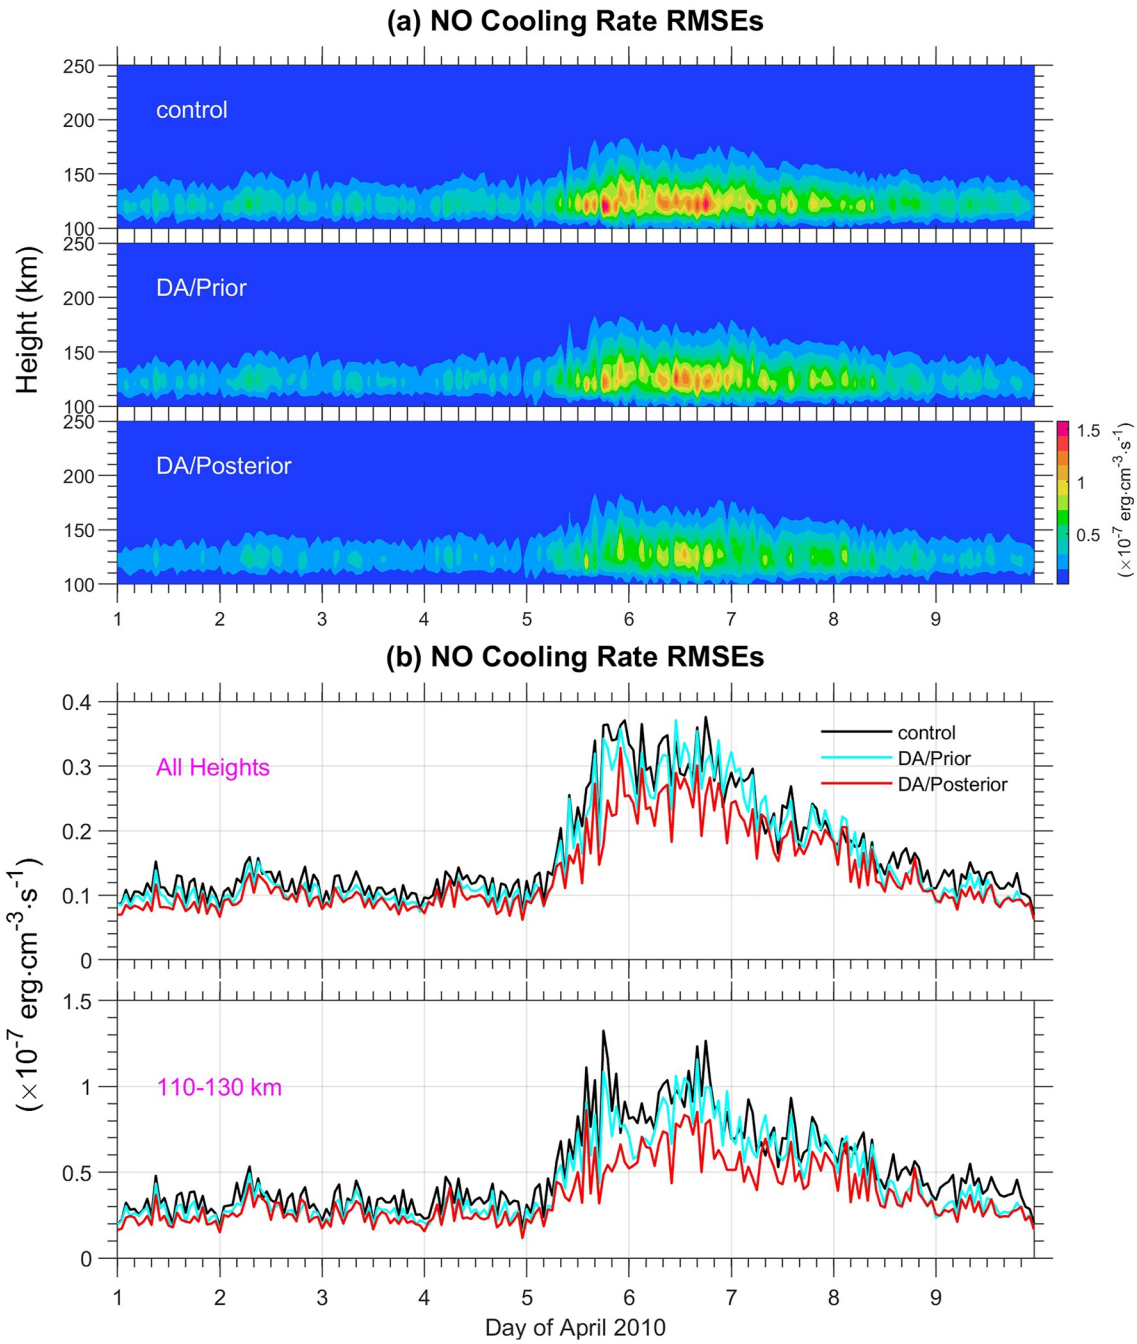 (a) NO Cooling Rate RMSEs
250
200
150
100
control
250
200
150
100
DA/Prior
Height (km)
250
200
150
100
DA/Posterior
1.5
1
0.5
(×10-7 erg·cm-3·s-1)
1 2 3 4 5 6 7 8 9
(b) NO Cooling Rate RMSEs
0.4
0.3
0.2
0.1
0
All Heights
control
DA/Prior
DA/Posterior
(×10-7 erg·cm-3·s-1)
1.5
1
0.5
0
110-130 km
1 2 3 4 5 6 7 8 9
Day of April 2010